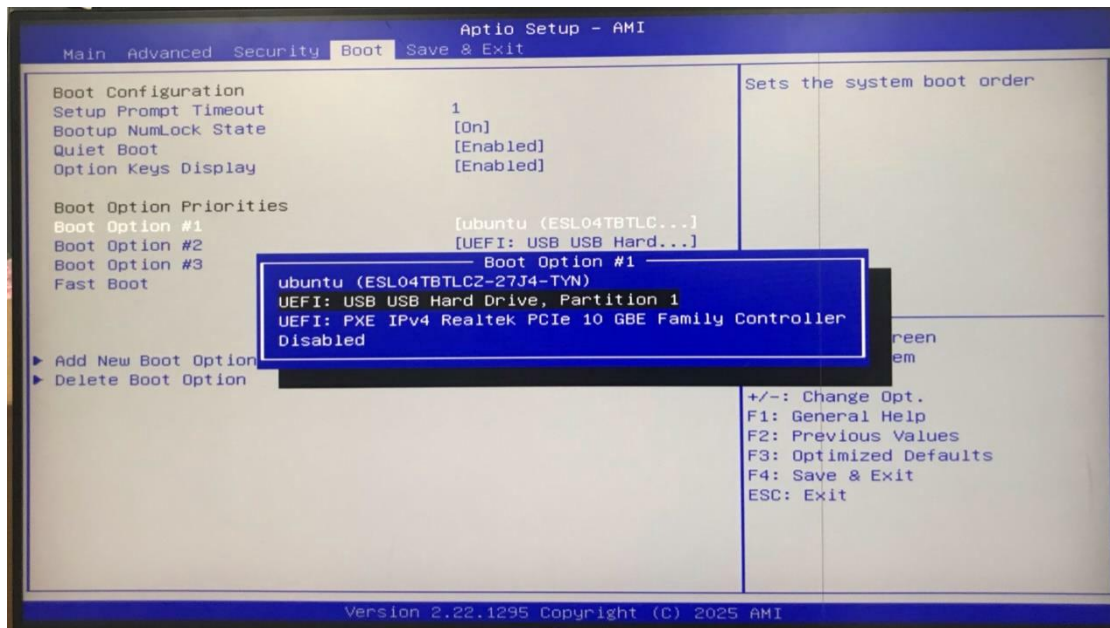 Aptio Setup - AMI
Main Advanced Security Boot Save & Exit
Boot Configuration
Setup Prompt Timeout 1
Bootup NumLock State [On]
Quiet Boot [Enabled]
Option Keys Display [Enabled]
Boot Option Priorities
Boot Option #1 [ubuntu (ESL04TBTLC...]
Boot Option #2 [UEFI: USB USB Hard...]
Boot Option #3
Fast Boot
Add New Boot Option
Delete Boot Option
Boot Option #1
ubuntu (ESL04TBTLCZ-27J4-TYN)
UEFI: USB USB Hard Drive, Partition 1
UEFI: PXE IPv4 Realtek PCIe 10 GBE Family Controller
Disabled
Sets the system boot order
reen
em
+/-: Change Opt.
F1: General Help
F2: Previous Values
F3: Optimized Defaults
F4: Save & Exit
ESC: Exit
Version 2.22.1295 Copyright (C) 2025 AMI